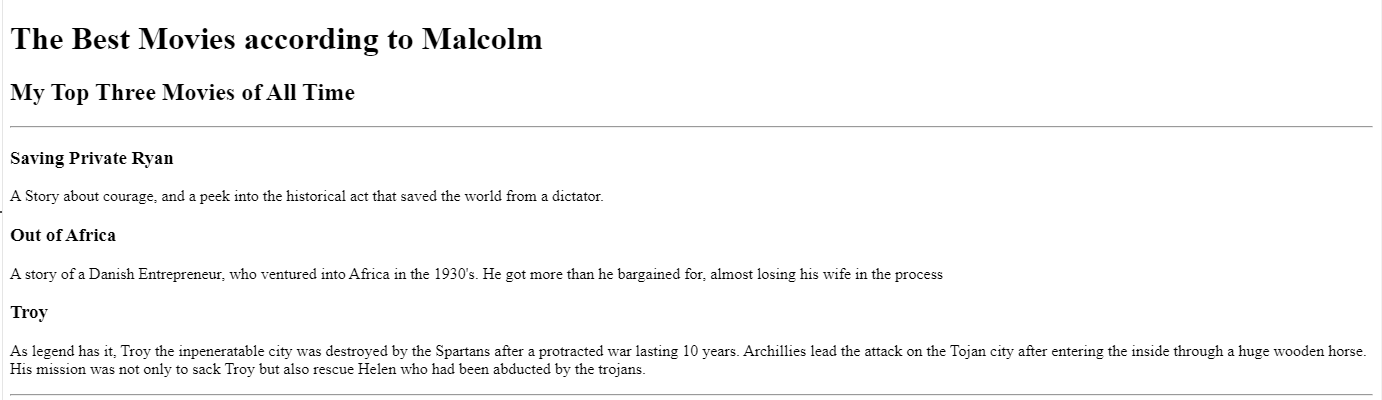 The Best Movies according to Malcolm
My Top Three Movies of All Time
Saving Private Ryan
A Story about courage, and a peek into the historical act that saved the world from a dictator.
Out of Africa
A story of a Danish Entrepreneur, who ventured into Africa in the 1930's. He got more than he bargained for, almost losing his wife in the process
Troy
As legend has it, Troy the inpeneratable city was destroyed by the Spartans after a protracted war lasting 10 years. Archillies lead the attack on the Tojan city after entering the inside through a huge wooden horse.
His mission was not only to sack Troy but also rescue Helen who had been abducted by the trojans.